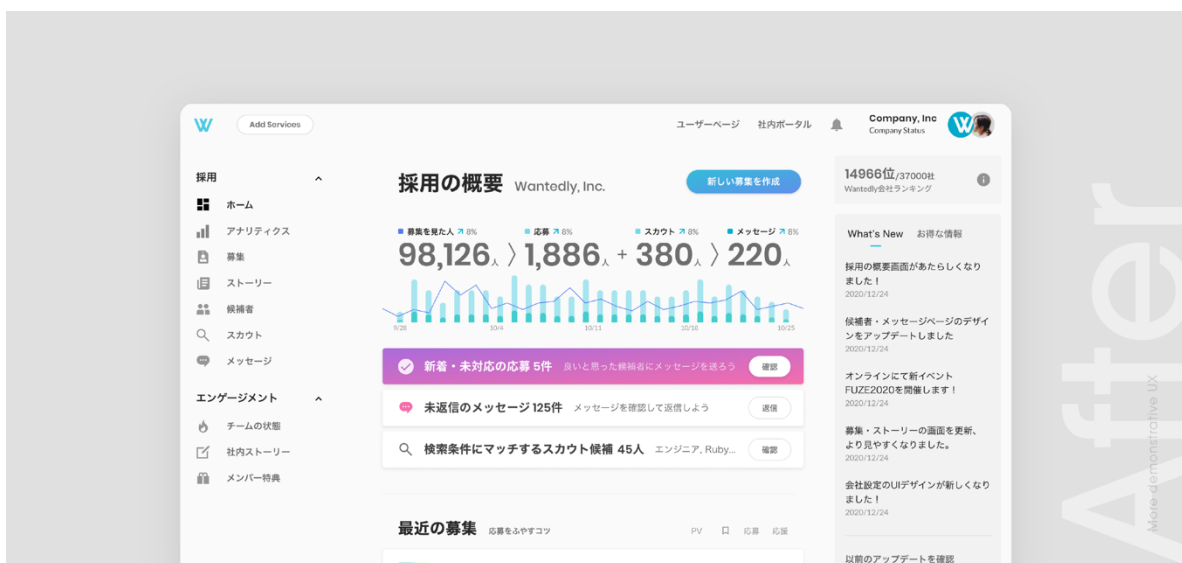 Add Services
ユーザーページ 社内ポータル
Company, Inc
Company Status
採用
ホーム
アナリティクス
募集
ストーリー
候補者
スカウト
メッセージ
エンゲージメント
チームの状態
社内ストーリー
メンバー特典
採用の概要 Wantedly, Inc.
新しい募集を作成
募集を見た人 8%
98,126人
応募 8%
1,886人
+
スカウト 8%
380人
メッセージ 8%
220人
9/28 10/4 10/11 10/18 10/25
新着・未対応の応募 5件 良いと思った候補者にメッセージを送ろう 確認
未返信のメッセージ 125件 メッセージを確認して返信しよう 返信
検索条件にマッチするスカウト候補 45人 エンジニア, Ruby... 確認
最近の募集 応募をふやすコツ
PV 応募 応援
14966位/37000社
Wantedly会社ランキング
What's New お得な情報
採用の概要画面があたらしくなり
ました！
2020/12/24
候補者・メッセージページのデザイ
ンをアップデートしました
2020/12/24
オンラインにて新イベント
FUZE2020を開催します！
2020/12/24
募集・ストーリーの画面を更新、
より見やすくなりました。
2020/12/24
会社設定のUIデザインが新しくなり
ました！
2020/12/24
以前のアップデートを確認
After
More demonstrative UX